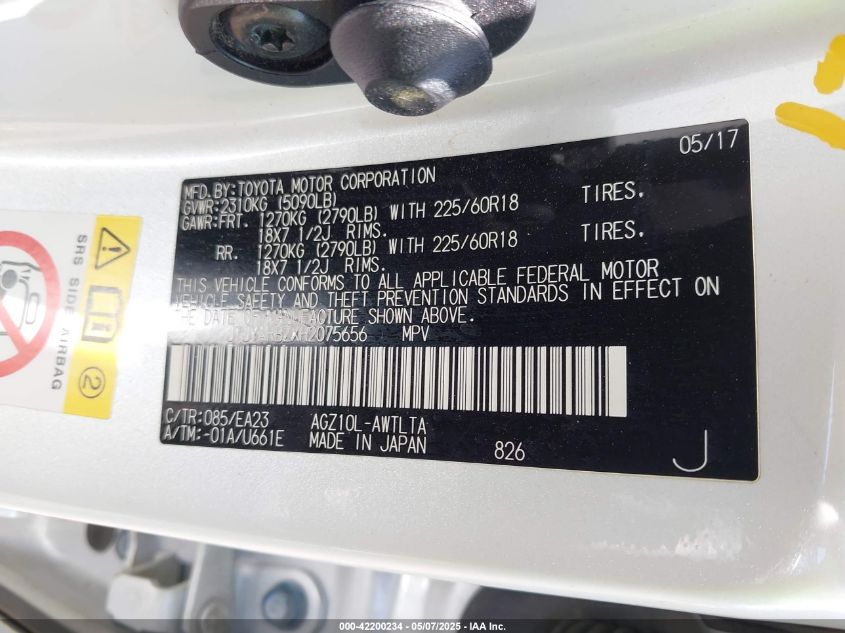 05/17
MFD. BY: TOYOTA MOTOR CORPORATION
GVWR: 2310KG (5090LB)
GAWR: FRT. 1270KG (2790LB) WITH 225/60R18 TIRES.
18X7 1/2J RIMS.
RR. 1270KG (2790LB) WITH 225/60R18 TIRES.
18X7 1/2J RIMS.
THIS VEHICLE CONFORMS TO ALL APPLICABLE FEDERAL MOTOR
VEHICLE SAFETY AND THEFT PREVENTION STANDARDS IN EFFECT ON
THE DATE OF MANUFACTURE SHOWN ABOVE.
MPV
C/TR: 085/EA23 AGZ10L-AWTLTA
A/TM: -01A/U661E MADE IN JAPAN 826 J
SRS SIDE AIRBAG
2
000-42200234 - 05/07/2025 - IAA Inc.